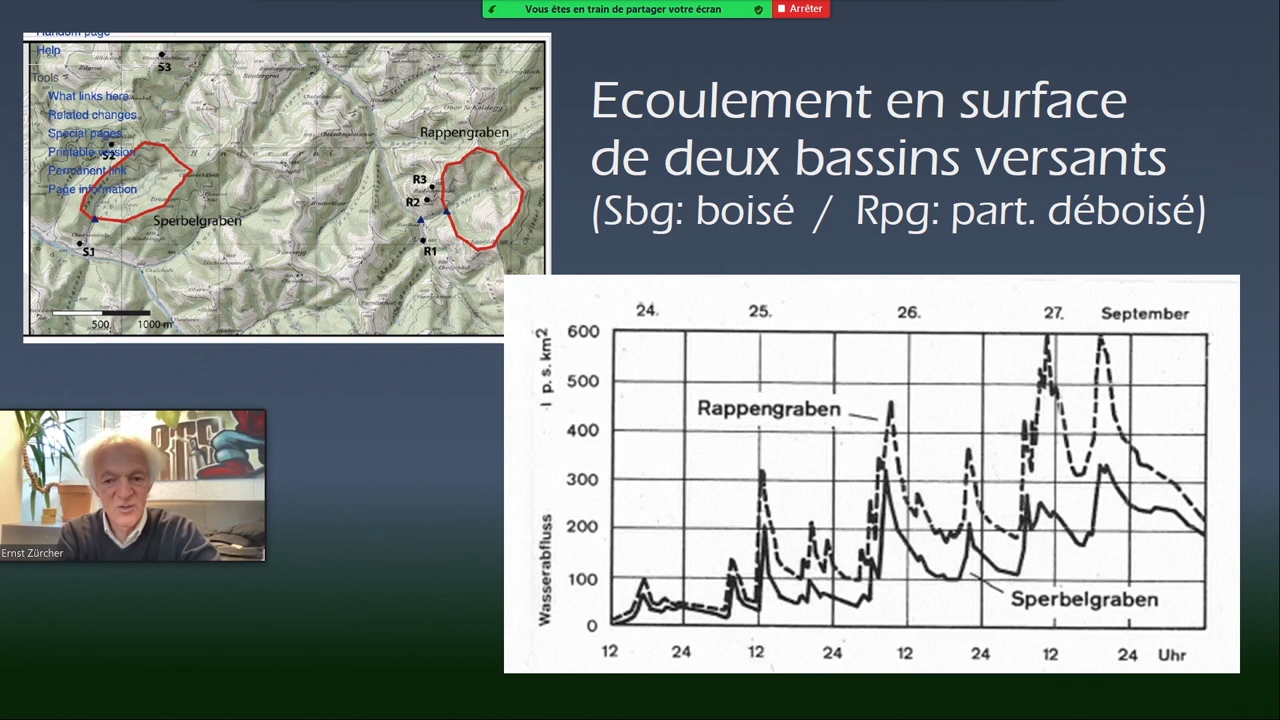 Vous êtes en train de partager votre écran
Arrêter
Random page
Help
Tools
What links here
Related changes
Special pages
Printable version
Permanent link
Page information
S3
S2
Sperbelgraben
S1
Rappengraben
R3
R2
R1
500
1000 m
Ecoulement en surface
de deux bassins versants
(Sbg: boisé / Rpg: part. déboisé)
24. 25. 26. 27. September
Wasserabfluss l p. s. km2
600
500
400
300
200
100
0
Rappengraben
Sperbelgraben
12 24 12 24 12 24 12 24 Uhr
Ernst Zürcher